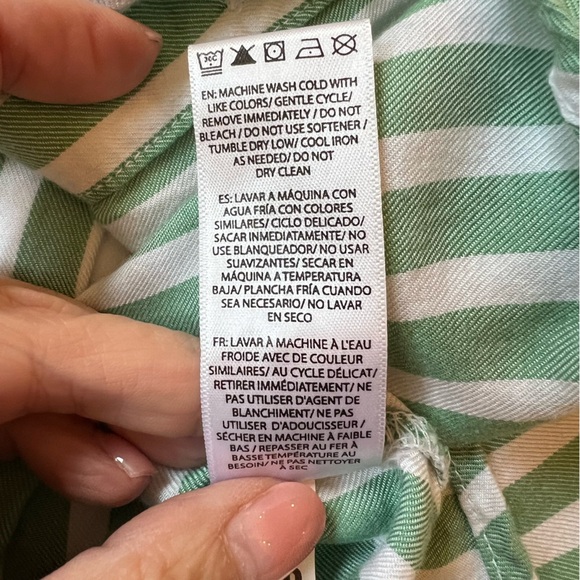 30C
EN: MACHINE WASH COLD WITH
LIKE COLORS/ GENTLE CYCLE/
REMOVE IMMEDIATELY / DO NOT
BLEACH / DO NOT USE SOFTENER /
TUMBLE DRY LOW/ COOL IRON
AS NEEDED/ DO NOT
DRY CLEAN
ES: LAVAR A MÁQUINA CON
AGUA FRÍA CON COLORES
SIMILARES/ CICLO DELICADO/
SACAR INMEDIATAMENTE/ NO
USE BLANQUEADOR/ NO USAR
SUAVIZANTES/ SECAR EN
MÁQUINA A TEMPERATURA
BAJA/ PLANCHA FRÍA CUANDO
SEA NECESARIO/ NO LAVAR
EN SECO
FR: LAVAR À MACHINE À L'EAU
FROIDE AVEC DE COULEUR
SIMILAIRES/ AU CYCLE DÉLICAT/
RETIRER IMMÉDIATEMENT/ NE
PAS UTILISER D'AGENT DE
BLANCHIMENT/ NE PAS
UTILISER D'ADOUCISSEUR /
SÉCHER EN MACHINE À FAIBLE
BAS / REPASSER AU FER À
BASSE TEMPÉRATURE AU
BESOIN/ NE PAS NETTOYER
À SEC